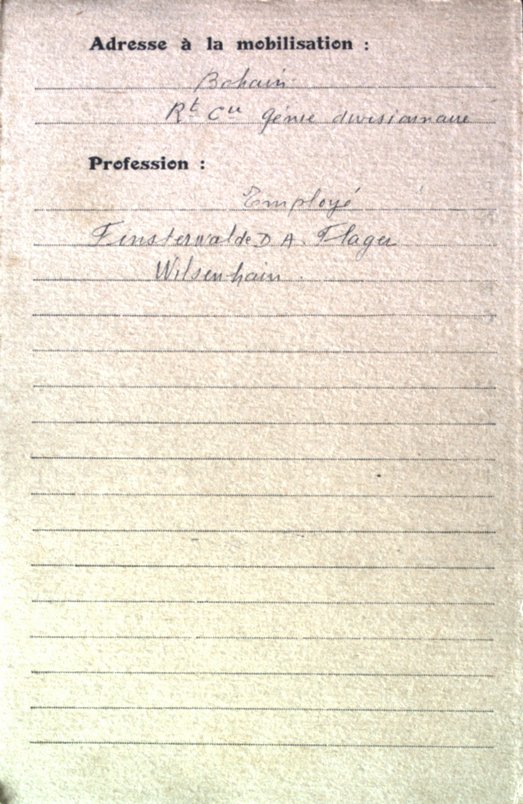 Adresse à la mobilisation :
Bohain
Rt Cie Génie divisionnaire
Profession :
Employé
Finsterwalde D A. Flager
Wilsenhain.